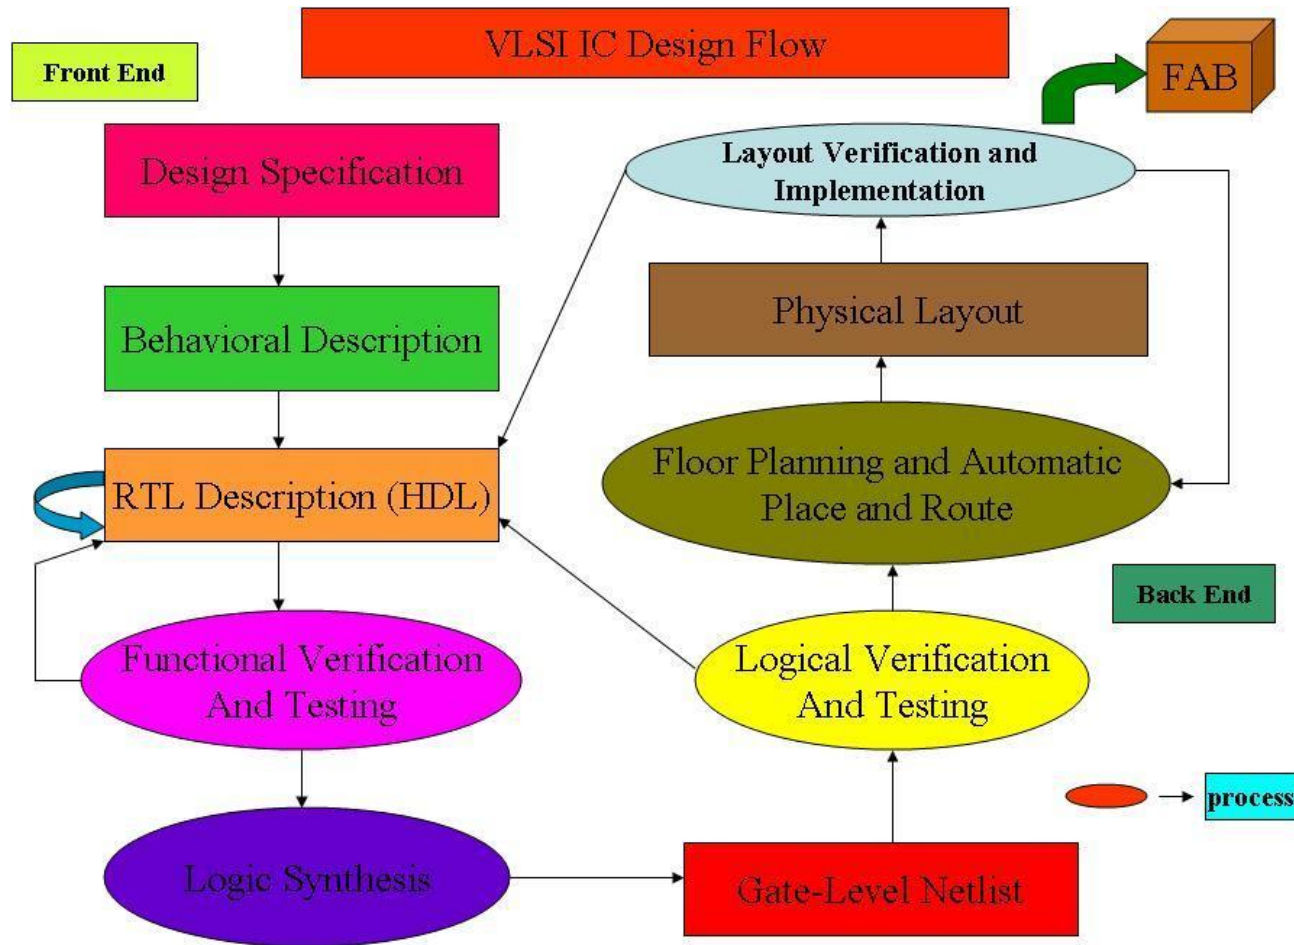 VLSI IC Design Flow
Front End
FAB
Design Specification
Behavioral Description
RTL Description (HDL)
Functional Verification
And Testing
Logic Synthesis
Gate-Level Netlist
Logical Verification
And Testing
Floor Planning and Automatic
Place and Route
Physical Layout
Layout Verification and
Implementation
Back End
process